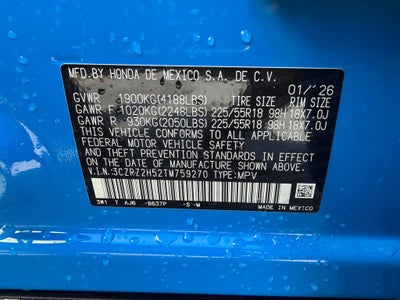 MFD.BY HONDA DE MEXICO S.A. DE C.V.
01/'26
GVWR 1900KG(4188LBS) TIRE SIZE RIM SIZE
GAWR F 1020KG(2248LBS) 225/55R18 98H 18X7.0J
GAWR R 930KG(2050LBS) 225/55R18 98H 18X7.0J
THIS VEHICLE CONFORMS TO ALL APPLICABLE
FEDERAL MOTOR VEHICLE SAFETY
STANDARDS IN EFFECT ON THE DATE OF
MANUFACTURE SHOWN ABOVE.
V.I.N.:3CZRZ2H52TM759270 TYPE:MPV
3W1 T AJ6 -B637P -S -M
MADE IN MEXICO